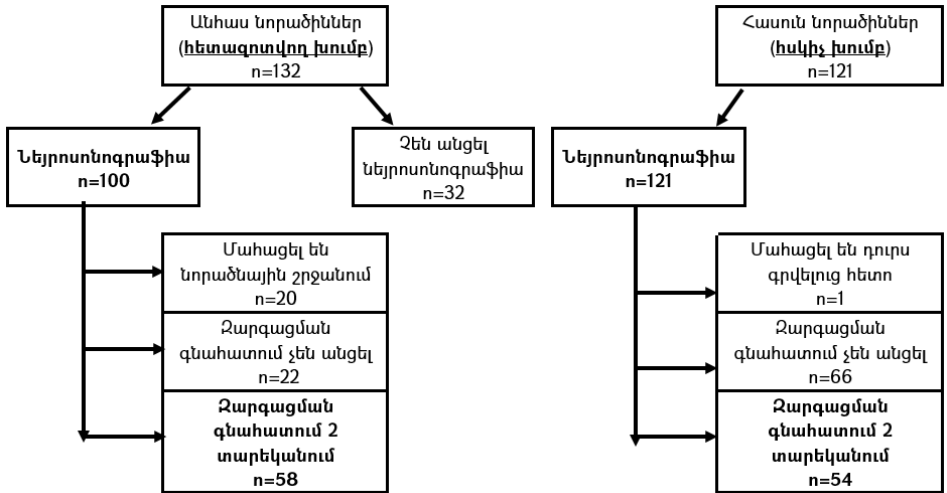 Անհաս նորածիններ
(հետազոտվող խումբ)
n=132
Հասուն նորածիններ
(հսկիչ խումբ)
n=121
Նեյրոսոնոգրաֆիա
n=100
Չեն անցել
նեյրոսոնոգրաֆիա
n=32
Նեյրոսոնոգրաֆիա
n=121
Մահացել են
նորածնային շրջանում
n=20
Զարգացման
գնահատում չեն անցել
n=22
Զարգացման
գնահատում 2
տարեկանում
n=58
Մահացել են դուրս
գրվելուց հետո
n=1
Զարգացման
գնահատում չեն անցել
n=66
Զարգացման
գնահատում 2
տարեկանում
n=54